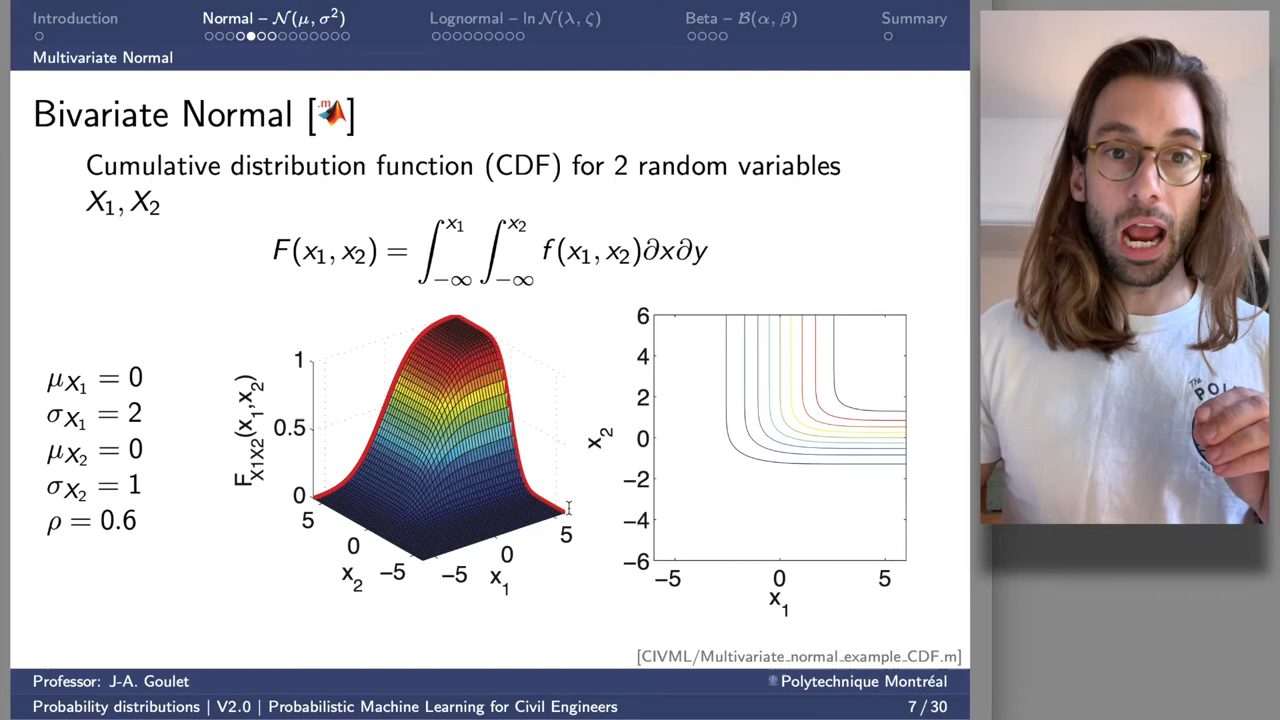 Introduction
Normal – N(μ, σ²)
Lognormal – ln N(λ, ζ)
Beta – B(α, β)
Summary
Multivariate Normal
Bivariate Normal [.m]
Cumulative distribution function (CDF) for 2 random variables
X₁, X₂
F(x₁, x₂) = ∫_{−∞}^{x₁} ∫_{−∞}^{x₂} f(x₁, x₂)∂x∂y
μ_{X₁} = 0
σ_{X₁} = 2
μ_{X₂} = 0
σ_{X₂} = 1
ρ = 0.6
F_{X1X2}(x₁,x₂)
1
0.5
0
5
0
−5
x₂
−5
0
5
x₁
x₂
6
4
2
0
−2
−4
−6
−5
0
5
x₁
The
POL
[CIVML/Multivariate_normal_example_CDF.m]
Professor: J-A. Goulet
Polytechnique Montréal
Probability distributions | V2.0 | Probabilistic Machine Learning for Civil Engineers
7 / 30